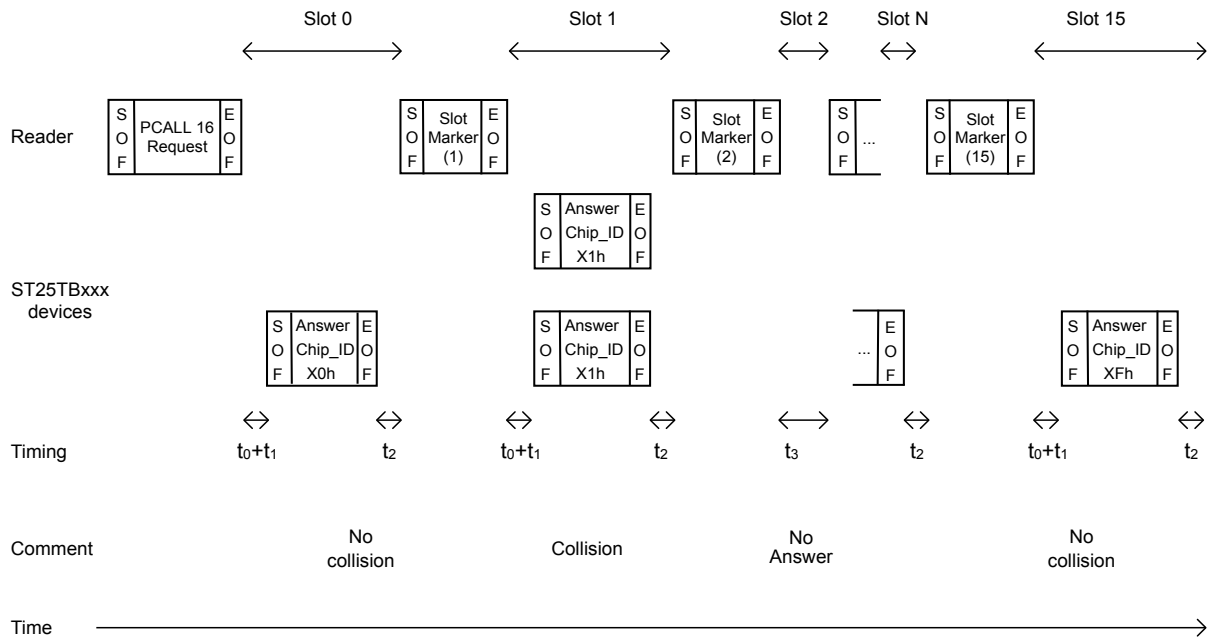 Slot 0
Slot 1
Slot 2
Slot N
Slot 15
Reader
S
O
F
PCALL 16
Request
E
O
F
S
O
F
Slot
Marker
(1)
E
O
F
S
O
F
Slot
Marker
(2)
E
O
F
S
O
F
...
S
O
F
Slot
Marker
(15)
E
O
F
S
O
F
Answer
Chip_ID
X1h
E
O
F
ST25TBxxx
devices
S
O
F
Answer
Chip_ID
X0h
E
O
F
S
O
F
Answer
Chip_ID
X1h
E
O
F
...
E
O
F
S
O
F
Answer
Chip_ID
XFh
E
O
F
Timing
t0+t1
t2
t0+t1
t2
t3
t2
t0+t1
t2
Comment
No
collision
Collision
No
Answer
No
collision
Time